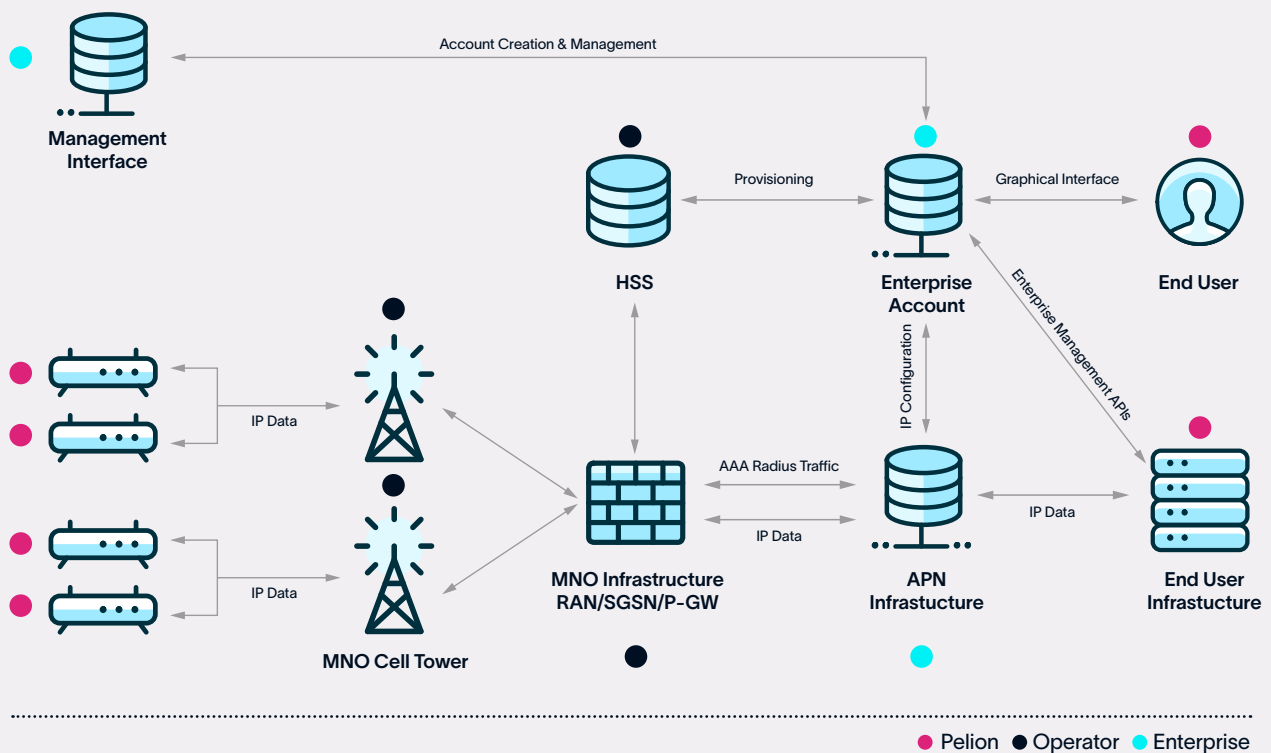 Account Creation & Management
Management
Interface
Provisioning
Graphical Interface
HSS
Enterprise
Account
End User
Enterprise Management APIs
IP Configuration
IP Data
AAA Radius Traffic
IP Data
IP Data
IP Data
MNO Infrastructure
RAN/SGSN/P-GW
APN
Infrastucture
End User
Infrastucture
MNO Cell Tower
Pelion
Operator
Enterprise